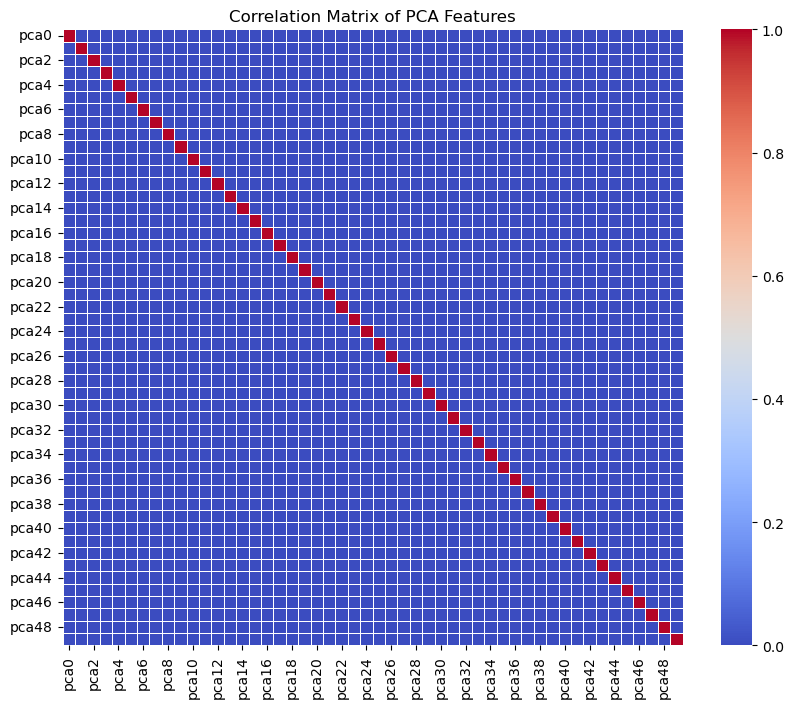 Correlation Matrix of PCA Features
pca0
pca2
pca4
pca6
pca8
pca10
pca12
pca14
pca16
pca18
pca20
pca22
pca24
pca26
pca28
pca30
pca32
pca34
pca36
pca38
pca40
pca42
pca44
pca46
pca48
pca0 pca2 pca4 pca6 pca8 pca10 pca12 pca14 pca16 pca18 pca20 pca22 pca24 pca26 pca28 pca30 pca32 pca34 pca36 pca38 pca40 pca42 pca44 pca46 pca48
1.0
0.8
0.6
0.4
0.2
0.0